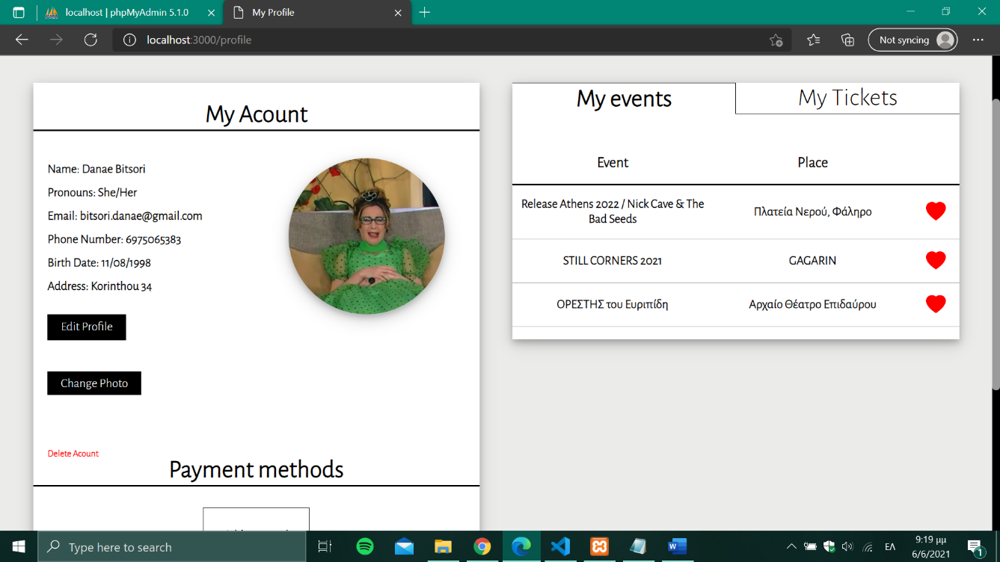 localhost | phpMyAdmin 5.1.0
My Profile
localhost:3000/profile
Not syncing
My Acount
Name: Danae Bitsori
Pronouns: She/Her
Email: bitsori.danae@gmail.com
Phone Number: 6975065383
Birth Date: 11/08/1998
Address: Korinthou 34
Edit Profile
Change Photo
Delete Acount
Payment methods
My events
My Tickets
Event
Place
Release Athens 2022 / Nick Cave & The
Bad Seeds
Πλατεία Νερού, Φάληρο
STILL CORNERS 2021
GAGARIN
ΟΡΕΣΤΗΣ του Ευριπίδη
Αρχαίο Θέατρο Επιδαύρου
Type here to search
ΕΛ
9:19 μμ
6/6/2021
1